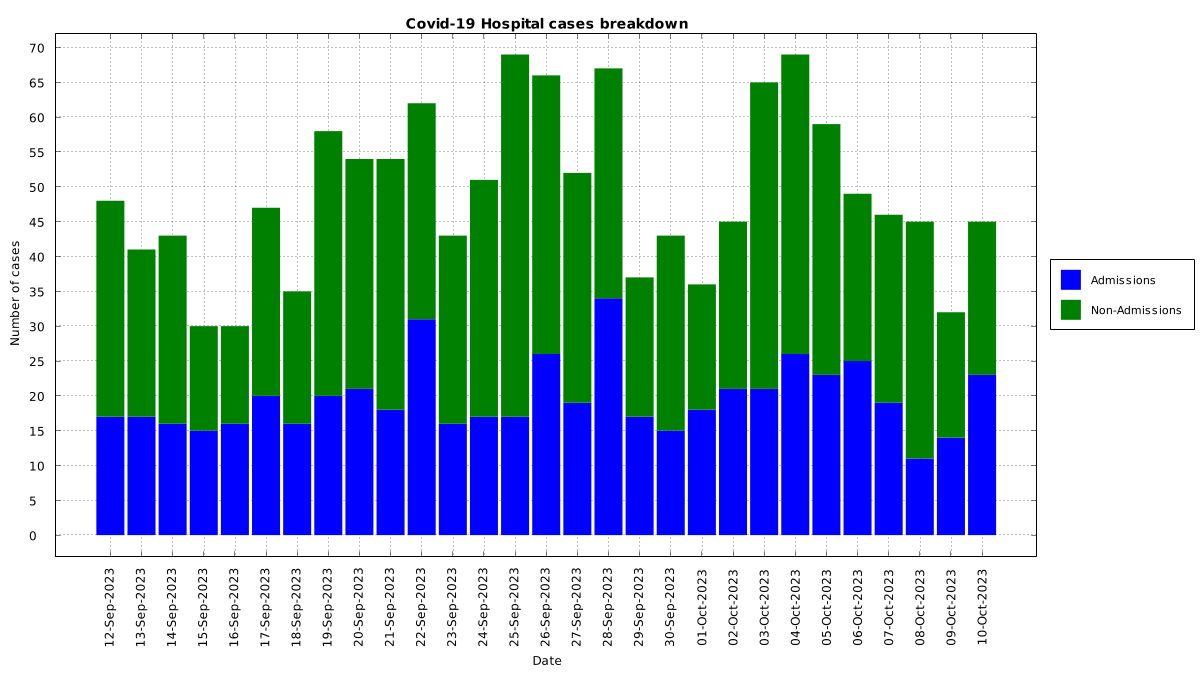 Covid-19 Hospital cases breakdown
70
65
60
55
50
45
40
35
30
25
20
15
10
5
0
Number of cases
12-Sep-2023
13-Sep-2023
14-Sep-2023
15-Sep-2023
16-Sep-2023
17-Sep-2023
18-Sep-2023
19-Sep-2023
20-Sep-2023
21-Sep-2023
22-Sep-2023
23-Sep-2023
24-Sep-2023
25-Sep-2023
26-Sep-2023
27-Sep-2023
28-Sep-2023
29-Sep-2023
30-Sep-2023
01-Oct-2023
02-Oct-2023
03-Oct-2023
04-Oct-2023
05-Oct-2023
06-Oct-2023
07-Oct-2023
08-Oct-2023
09-Oct-2023
10-Oct-2023
Date
Admissions
Non-Admissions